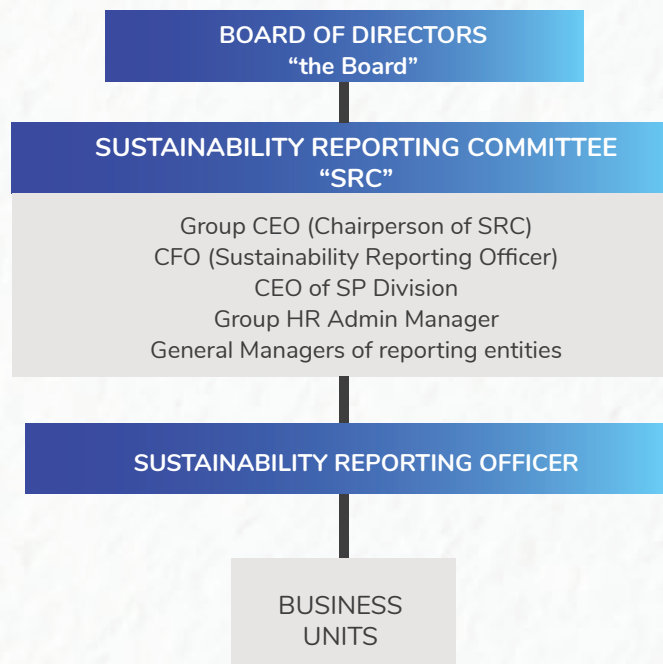 BOARD OF DIRECTORS
“the Board”
SUSTAINABILITY REPORTING COMMITTEE
“SRC”
Group CEO (Chairperson of SRC)
CFO (Sustainability Reporting Officer)
CEO of SP Division
Group HR Admin Manager
General Managers of reporting entities
SUSTAINABILITY REPORTING OFFICER
BUSINESS
UNITS